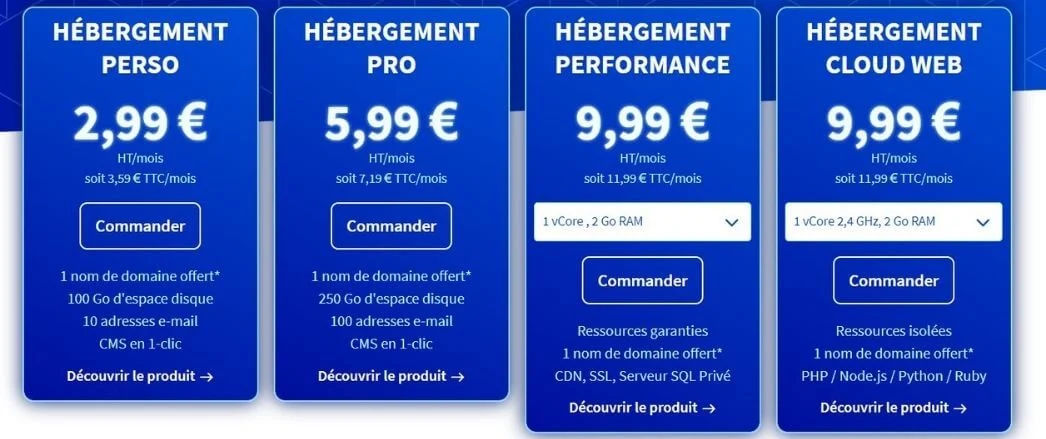 HÉBERGEMENT
PERSO
2,99 €
HT/mois
soit 3,59 € TTC/mois
Commander
1 nom de domaine offert*
100 Go d'espace disque
10 adresses e-mail
CMS en 1-clic
Découvrir le produit →
HÉBERGEMENT
PRO
5,99 €
HT/mois
soit 7,19 € TTC/mois
Commander
1 nom de domaine offert*
250 Go d'espace disque
100 adresses e-mail
CMS en 1-clic
Découvrir le produit →
HÉBERGEMENT
PERFORMANCE
9,99 €
HT/mois
soit 11,99 € TTC/mois
1 vCore , 2 Go RAM
Commander
Ressources garanties
1 nom de domaine offert*
CDN, SSL, Serveur SQL Privé
Découvrir le produit →
HÉBERGEMENT
CLOUD WEB
9,99 €
HT/mois
soit 11,99 € TTC/mois
1 vCore 2,4 GHz, 2 Go RAM
Commander
Ressources isolées
1 nom de domaine offert*
PHP / Node.js / Python / Ruby
Découvrir le produit →